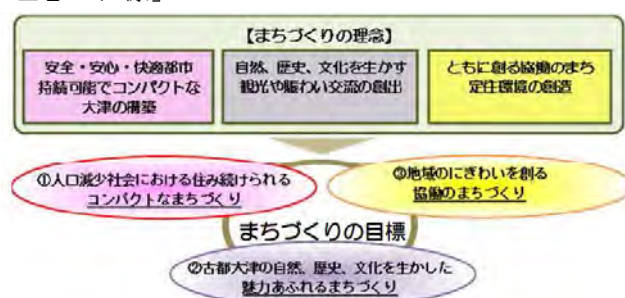 【まちづくりの理念】
安全・安心・快適都市
持続可能でコンパクトな
大津の構築
自然、歴史、文化を生かす
観光や賑わい交流の創出
ともに創る協働のまち
定住環境の創造
①人口減少社会における住み続けられる
コンパクトなまちづくり
③地域のにぎわいを創る
協働のまちづくり
まちづくりの目標
②古都大津の自然、歴史、文化を生かした
魅力あふれるまちづくり